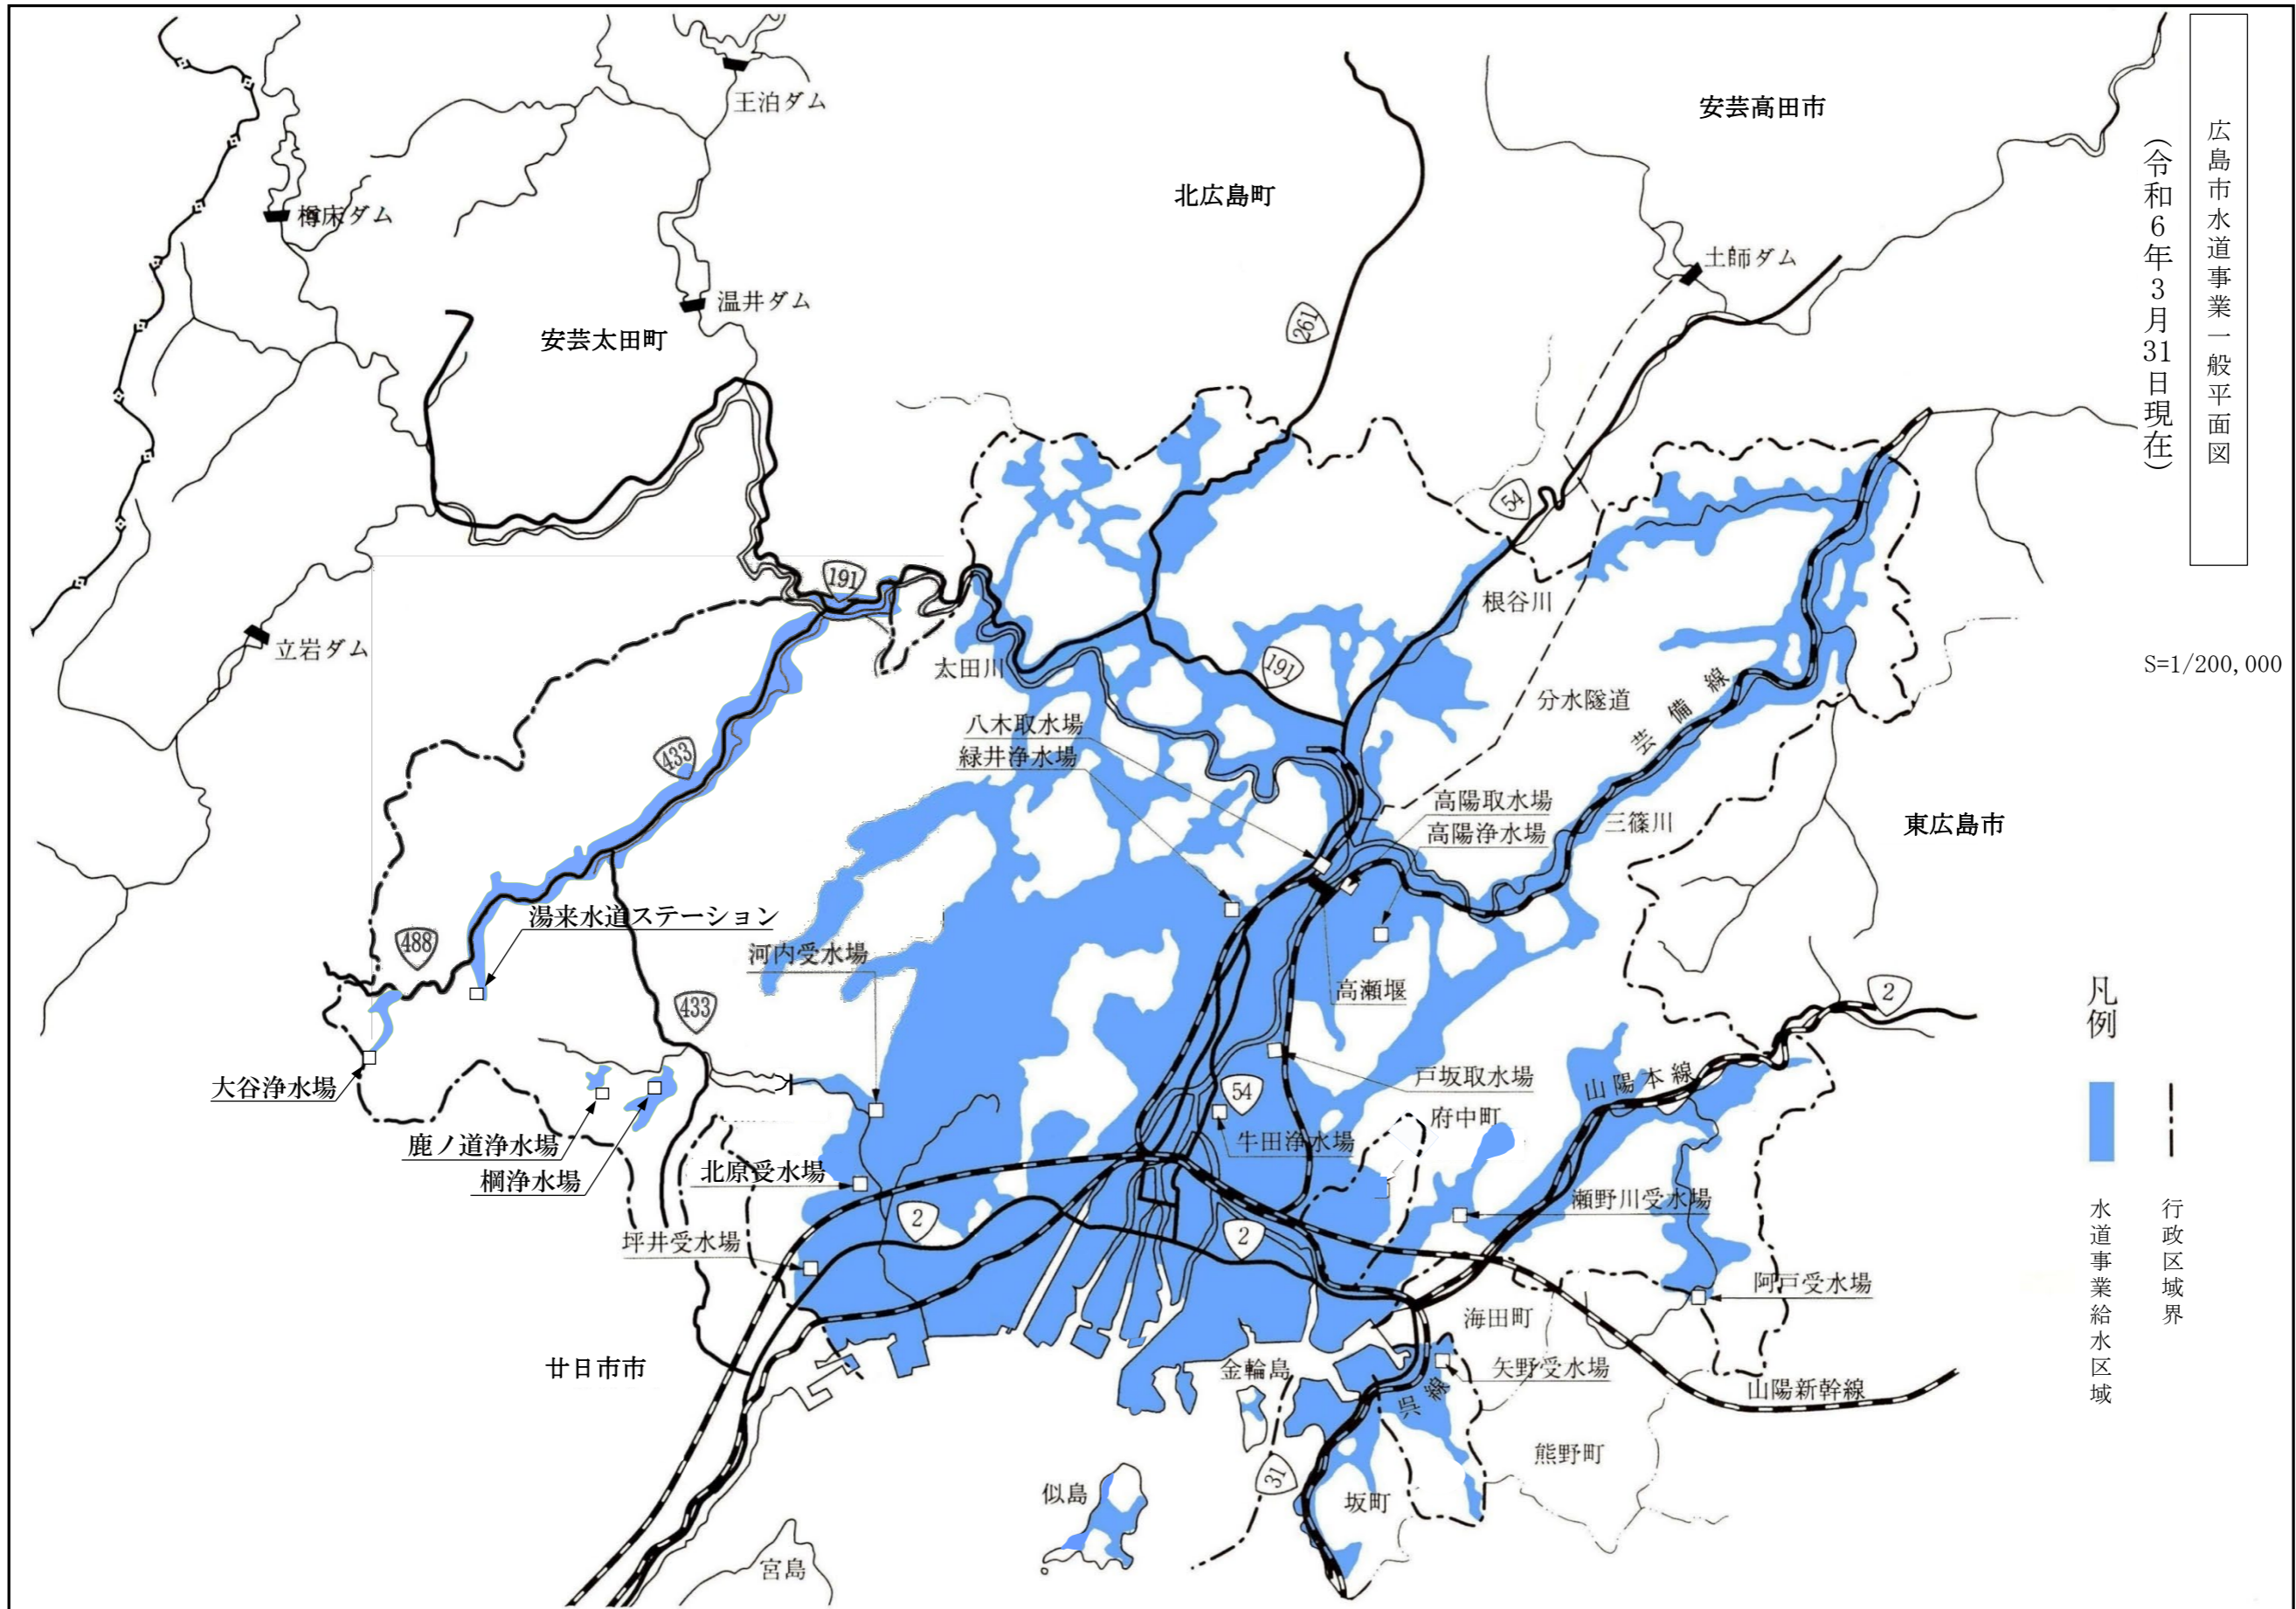 広島市水道事業一般平面図
(令和6年3月31日現在)
S=1/200,000
凡例
行政区域界
水道事業給水区域
王泊ダム
安芸高田市
北広島町
樽床ダム
土師ダム
温井ダム
安芸太田町
261
54
191
根谷川
立岩ダム
太田川
191
分水隧道
芸備線
433
八木取水場
緑井浄水場
高陽取水場
高陽浄水場
三篠川
東広島市
湯来水道ステーション
488
河内受水場
高瀬堰
2
433
大谷浄水場
戸坂取水場
山陽本線
54
府中町
鹿ノ道浄水場
牛田浄水場
棡浄水場
北原受水場
瀬野川受水場
2
2
坪井受水場
阿戸受水場
海田町
廿日市市
金輪島
矢野受水場
山陽新幹線
呉線
熊野町
31
似島
坂町
宮島